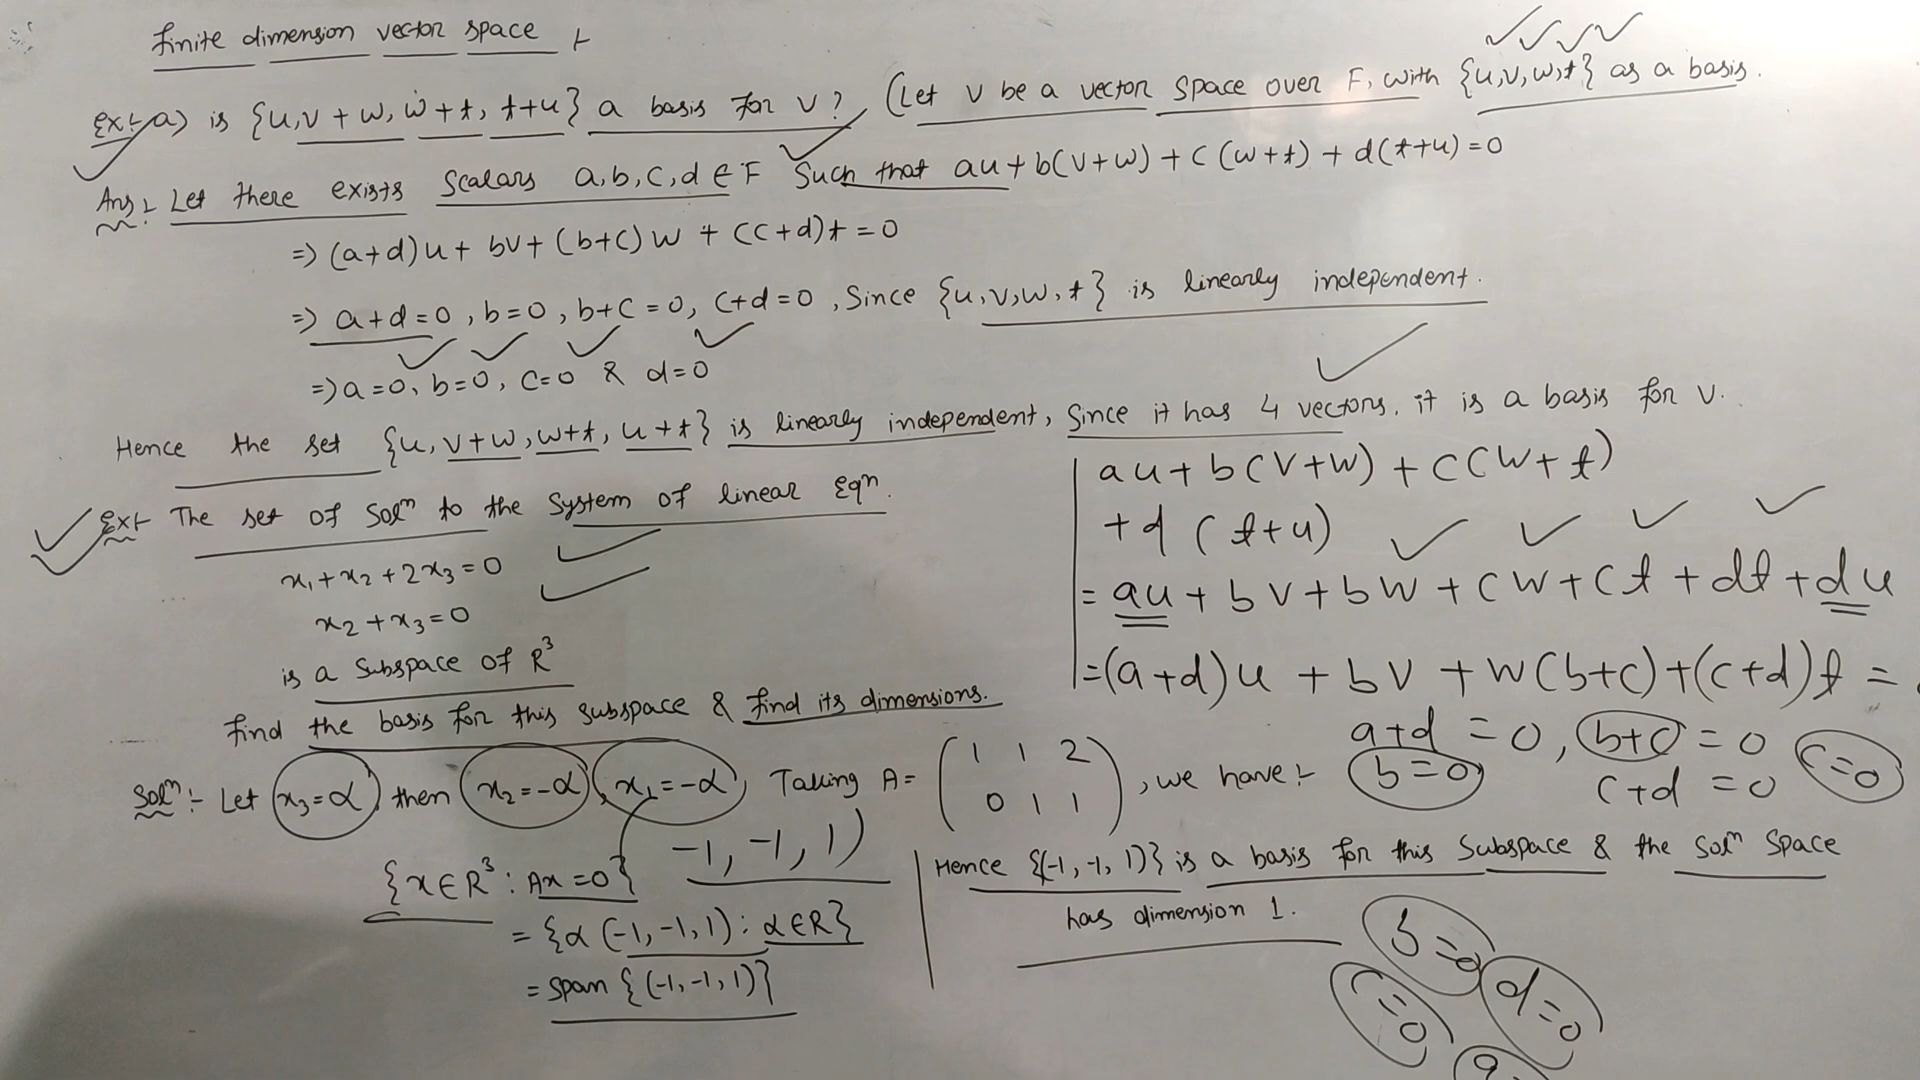 finite dimension vector space :-
Ex:- a) is {u, v + w, w + t, t + u} a basis for V? (Let V be a vector space over F, with {u, v, w, t} as a basis.
Ans :- Let there exists scalars a, b, c, d ∈ F such that au + b(v + w) + c(w + t) + d(t + u) = 0
=> (a + d)u + bv + (b + c)w + (c + d)t = 0
=> a + d = 0, b = 0, b + c = 0, c + d = 0, Since {u, v, w, t} is linearly independent.
=> a = 0, b = 0, c = 0 & d = 0
Hence the set {u, v + w, w + t, u + t} is linearly independent, Since it has 4 vectors, it is a basis for V.
Ex:- The set of Solⁿ to the System of linear Eqⁿ.
x₁ + x₂ + 2x₃ = 0
x₂ + x₃ = 0
is a Subspace of R³
find the basis for this subspace & find its dimensions.
Solⁿ :- Let x₃ = α, then x₂ = -α, x₁ = -α, Taking A = (1 1 2
0 1 1), we have :-
-1, -1, 1)
{x ∈ R³ : Ax = 0}
= {α (-1, -1, 1) : α ∈ R}
= Span {(-1, -1, 1)}
Hence {(-1, -1, 1)} is a basis for this Subspace & the Solⁿ Space
has dimension 1.
au + b(v + w) + c(w + t)
+ d (t + u)
= au + bv + bw + cw + ct + dt + du
= (a + d)u + bv + w(b + c) + (c + d)t =
a + d = 0, b + c = 0
b = 0 c + d = 0 c = 0
b = 0
c = 0 d = 0
a =